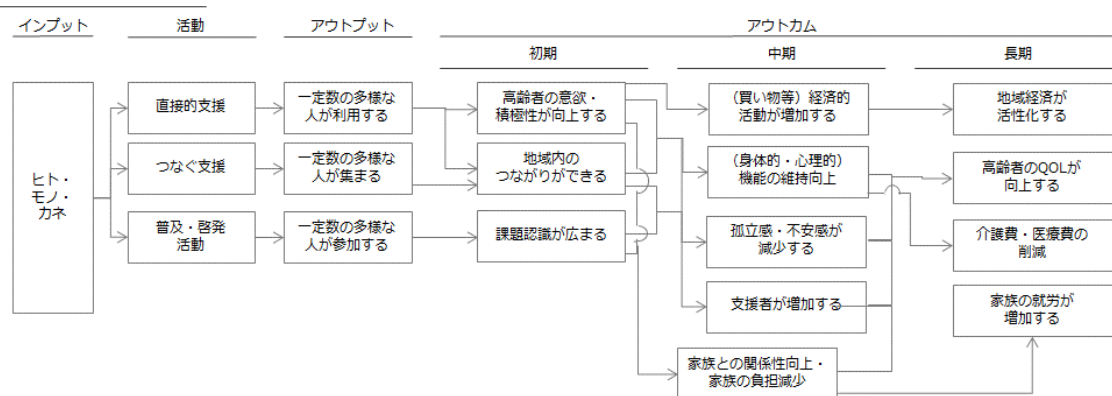 インプット
活動
アウトプット
アウトカム
初期
中期
長期
ヒト・
モノ・
カネ
直接的支援
つなぐ支援
普及・啓発
活動
一定数の多様な
人が利用する
一定数の多様な
人が集まる
一定数の多様な
人が参加する
高齢者の意欲・
積極性が向上する
地域内の
つながりができる
課題認識が広まる
（買い物等）経済的
活動が増加する
（身体的・心理的）
機能の維持向上
孤立感・不安感が
減少する
支援者が増加する
家族との関係性向上・
家族の負担減少
地域経済が
活性化する
高齢者のQOLが
向上する
介護費・医療費の
削減
家族の就労が
増加する